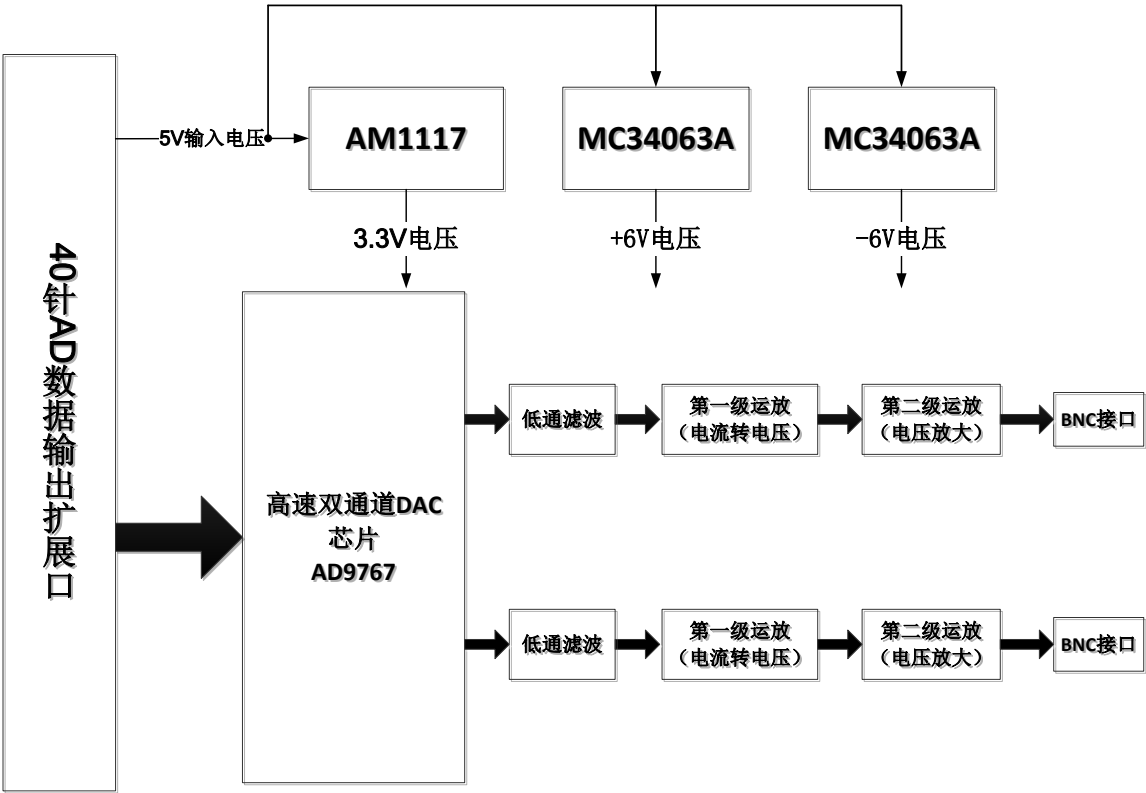 40针AD数据输出扩展口
5V输入电压
AM1117
MC34063A
MC34063A
3.3V电压
+6V电压
-6V电压
高速双通道DAC
芯片
AD9767
低通滤波
第一级运放
（电流转电压）
第二级运放
（电压放大）
BNC接口
低通滤波
第一级运放
（电流转电压）
第二级运放
（电压放大）
BNC接口